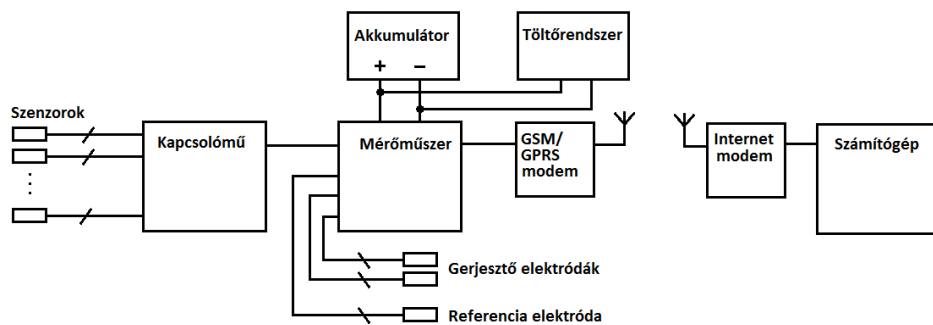 Akkumulátor
+ −
Töltőrendszer
Szenzorok
Kapcsolómű
Mérőműszer
GSM/
GPRS
modem
Internet
modem
Számítógép
Gerjesztő elektródák
Referencia elektróda